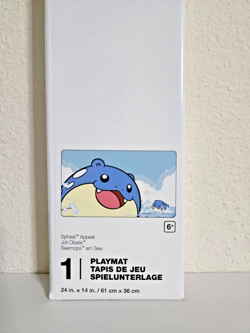 6+
Spheal™ Appeal
Joli Obalie™
Seemops™ am See
1
PLAYMAT
TAPIS DE JEU
SPIELUNTERLAGE
24 in. x 14 in. / 61 cm x 36 cm